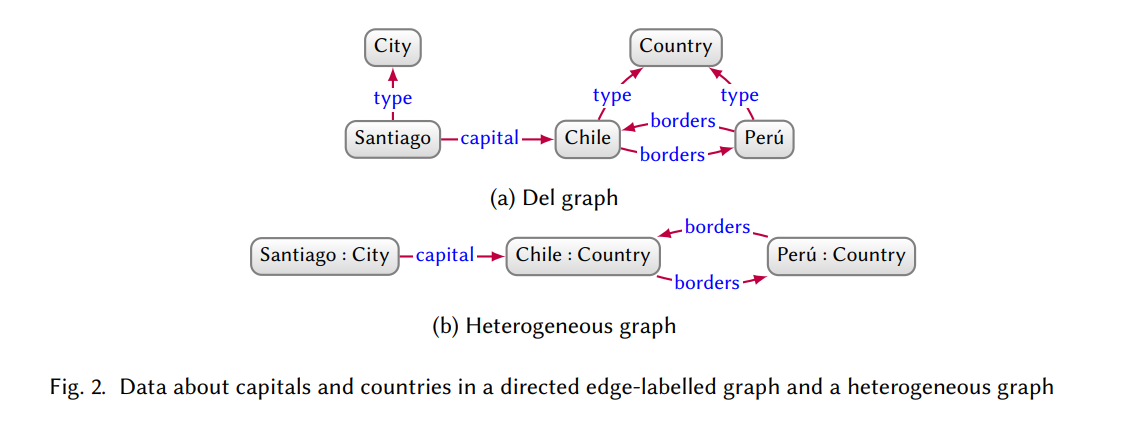 City Country
type type type
borders
Santiago capital Chile Perú
borders
(a) Del graph
borders
Santiago : City capital Chile : Country Perú : Country
borders
(b) Heterogeneous graph
Fig. 2. Data about capitals and countries in a directed edge-labelled graph and a heterogeneous graph